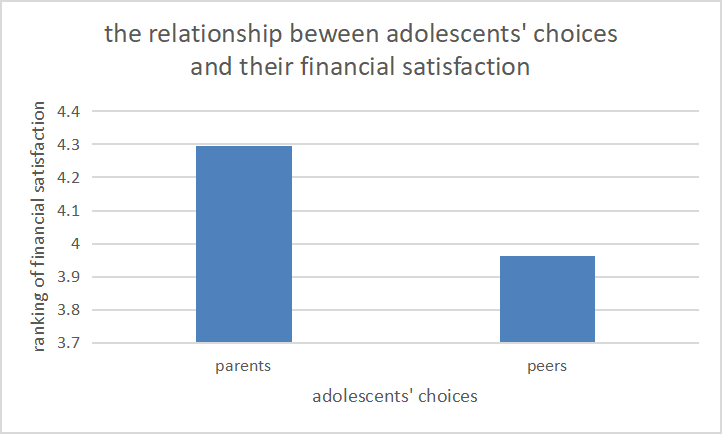 the relationship beween adolescents' choices
and their financial satisfaction
ranking of financial satisfaction
4.4
4.3
4.2
4.1
4
3.9
3.8
3.7
parents peers
adolescents' choices